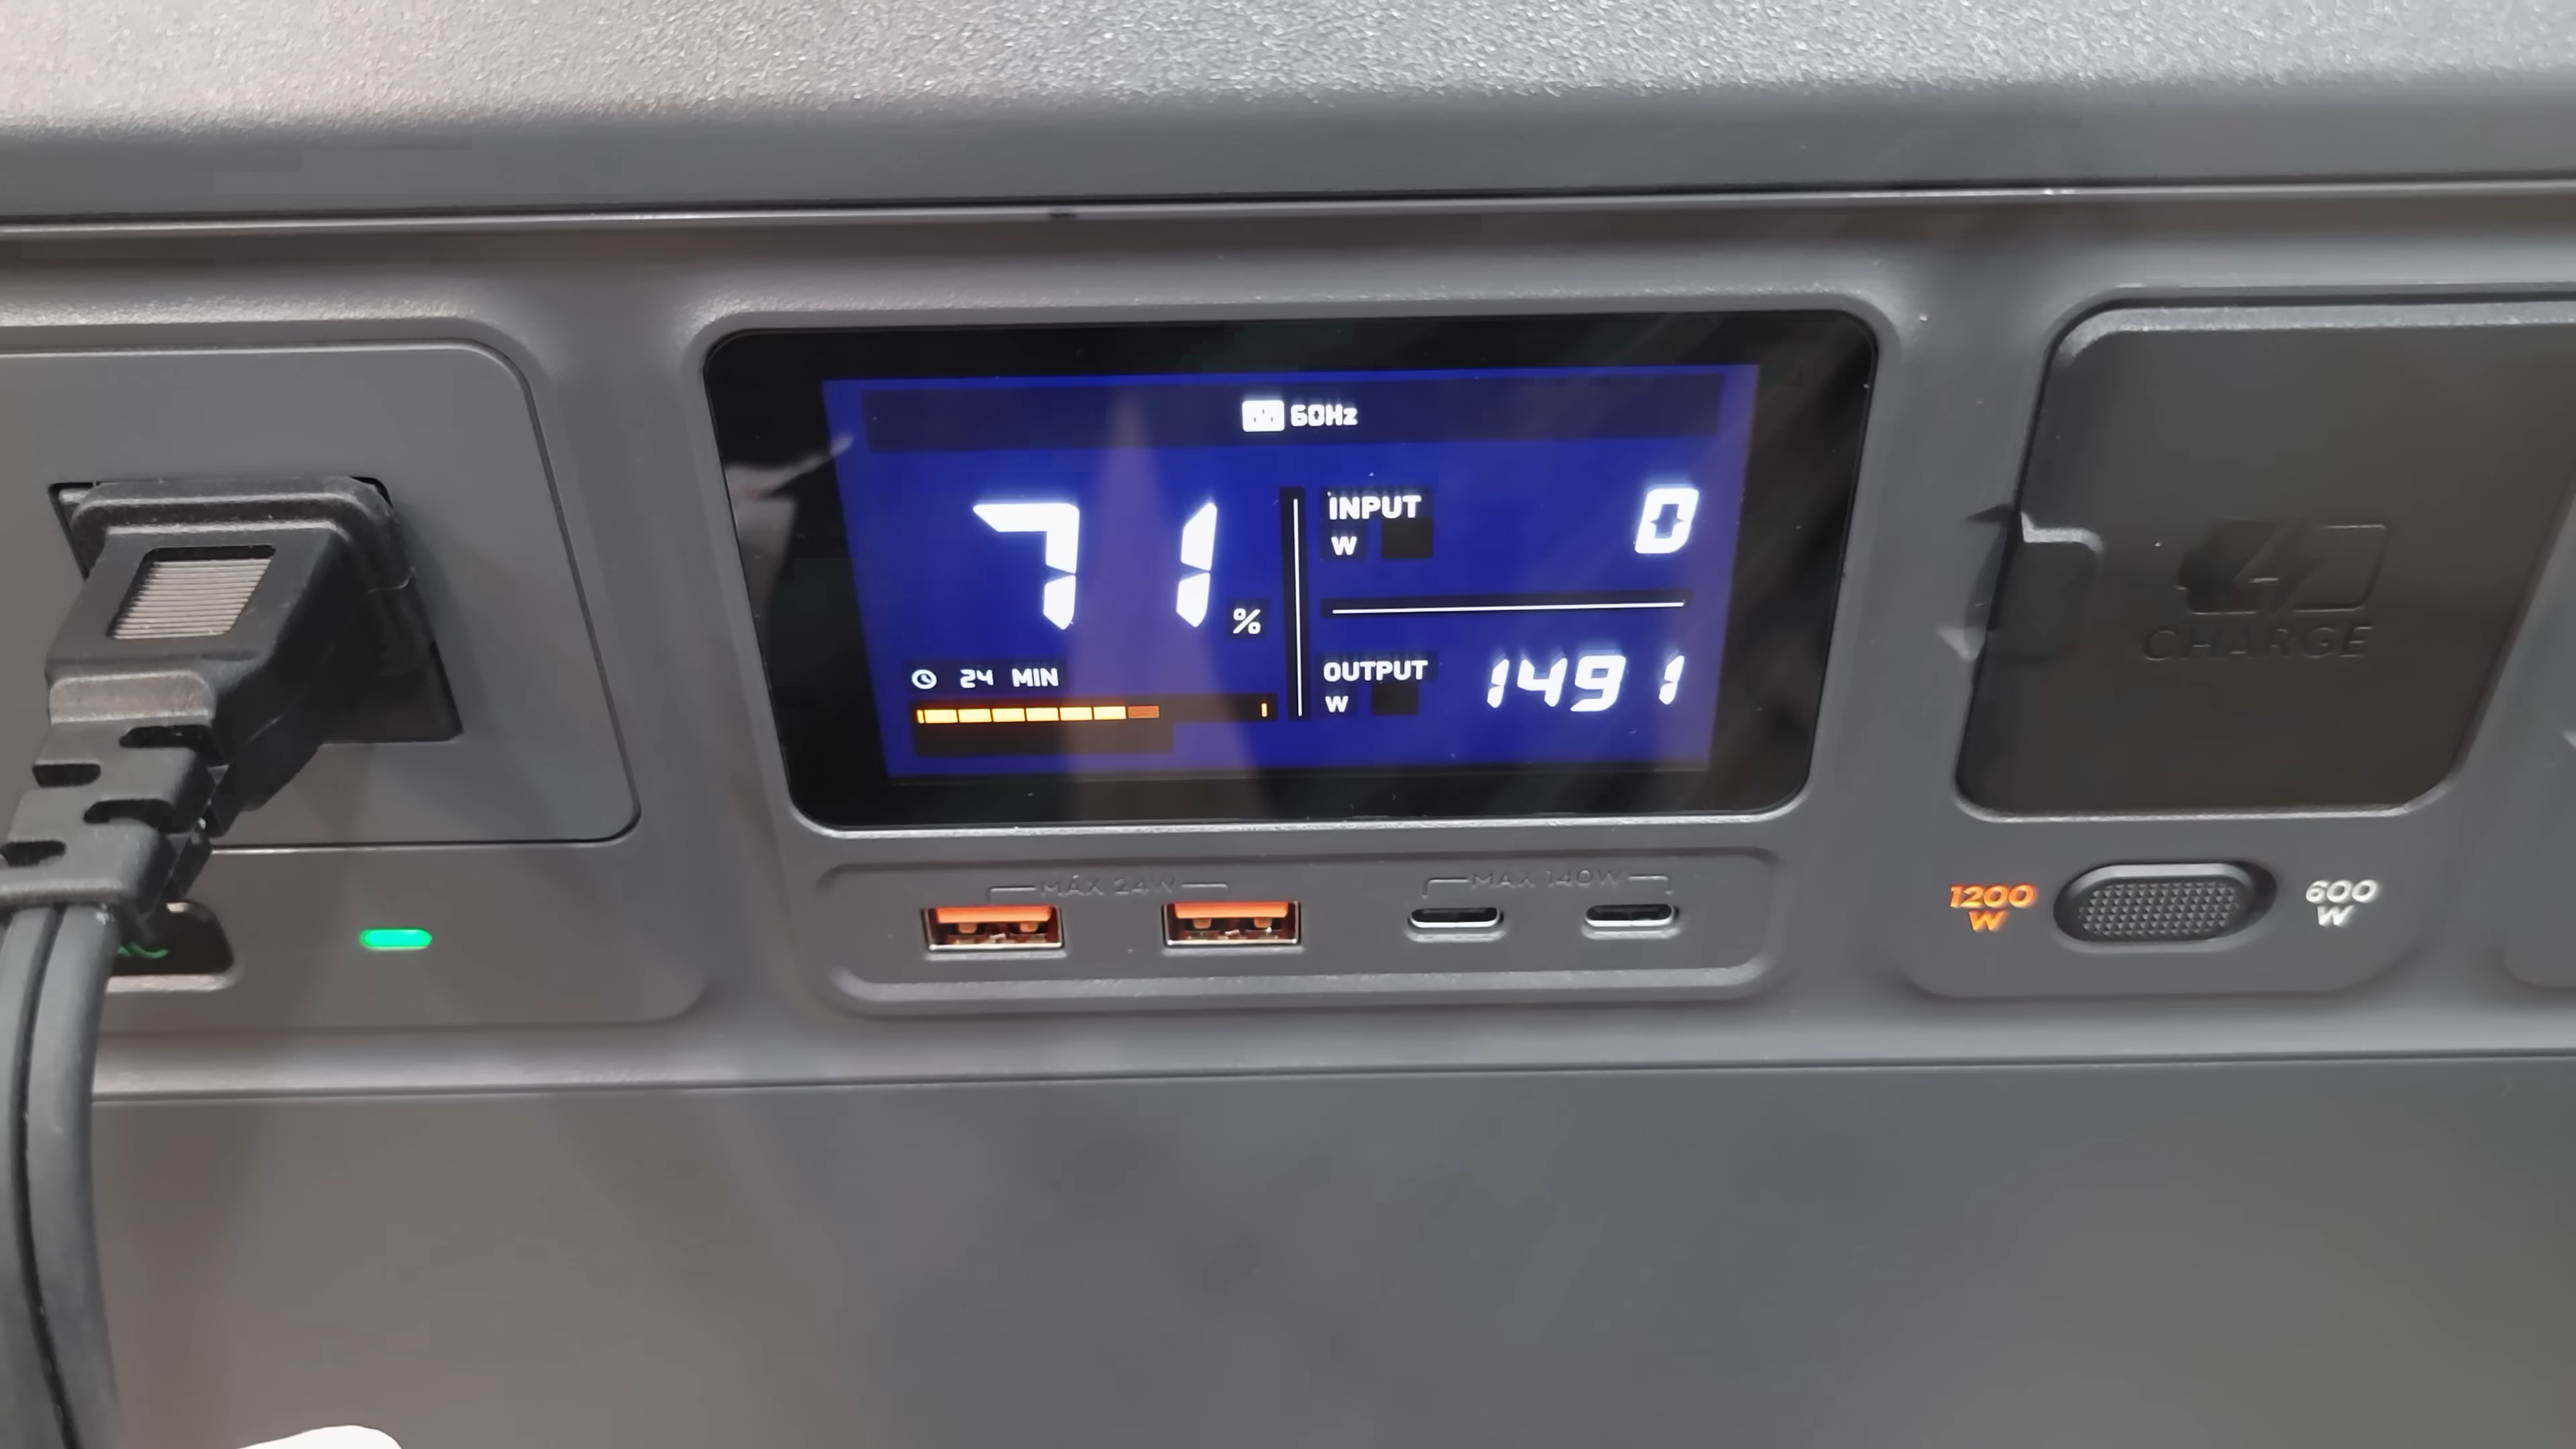 60Hz
71%
INPUT
W
0
24 MIN
OUTPUT
W
1491
CHARGE
MAX 24W
MAX 140W
1200
W
600
W